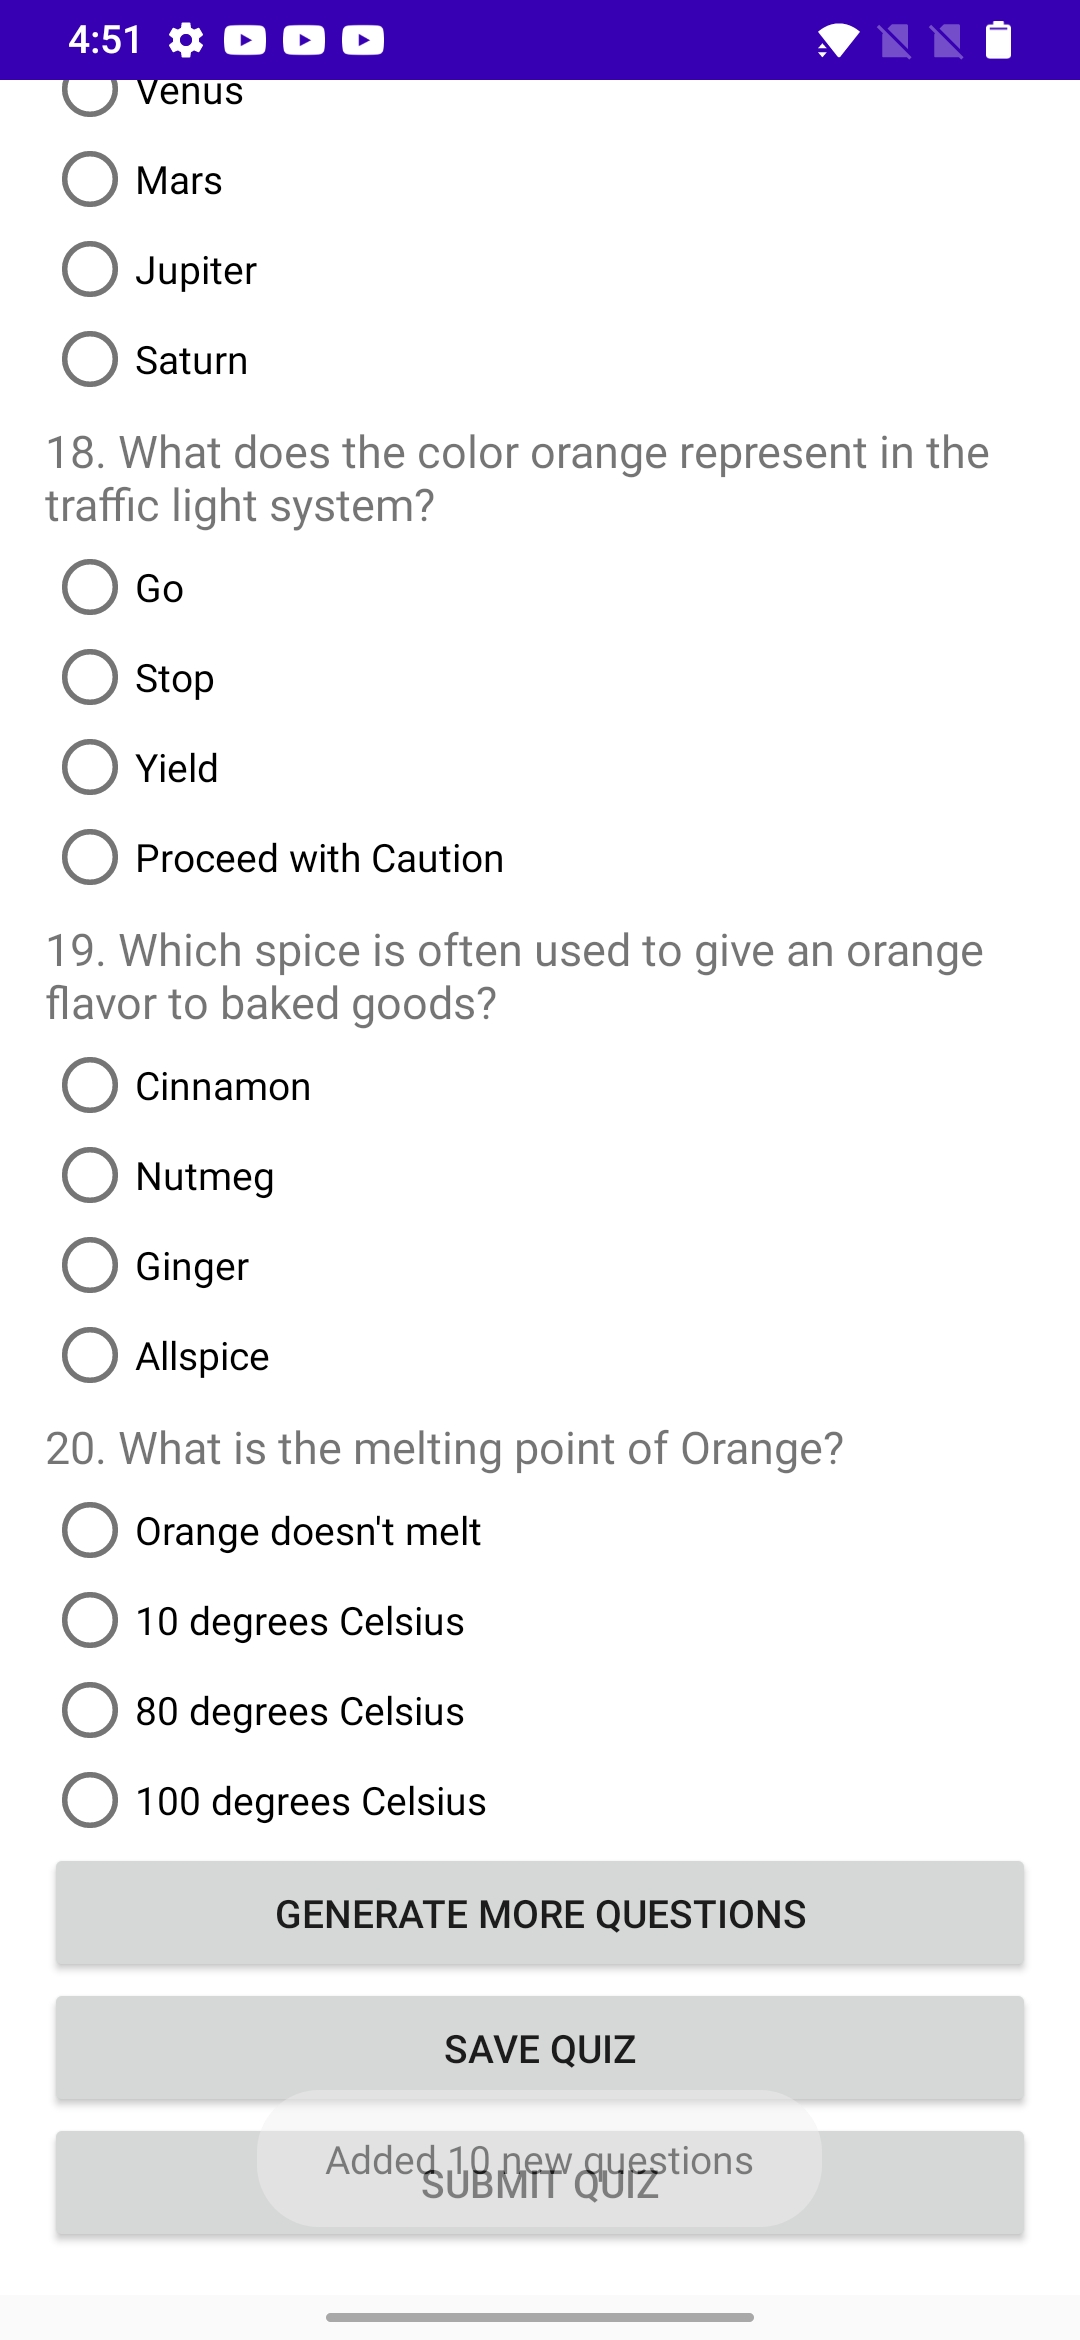 4:51
Venus
Mars
Jupiter
Saturn
18. What does the color orange represent in the
traffic light system?
Go
Stop
Yield
Proceed with Caution
19. Which spice is often used to give an orange
flavor to baked goods?
Cinnamon
Nutmeg
Ginger
Allspice
20. What is the melting point of Orange?
Orange doesn't melt
10 degrees Celsius
80 degrees Celsius
100 degrees Celsius
GENERATE MORE QUESTIONS
SAVE QUIZ
Added 10 new questions
SUBMIT QUIZ